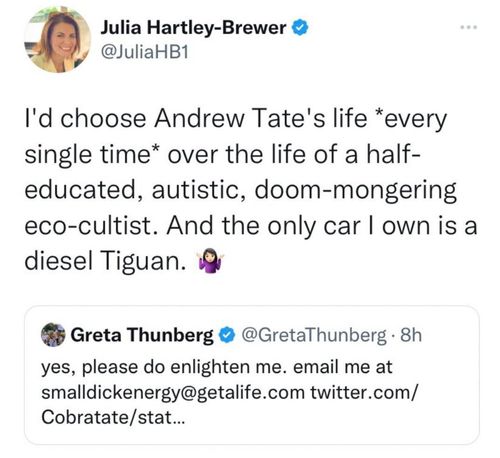 Julia Hartley-Brewer
@JuliaHB1
I'd choose Andrew Tate's life *every
single time* over the life of a half-
educated, autistic, doom-mongering
eco-cultist. And the only car I own is a
diesel Tiguan. 🤷🏻‍♀️
Greta Thunberg @GretaThunberg · 8h
yes, please do enlighten me. email me at
smalldickenergy@getalife.com twitter.com/
Cobratate/stat...